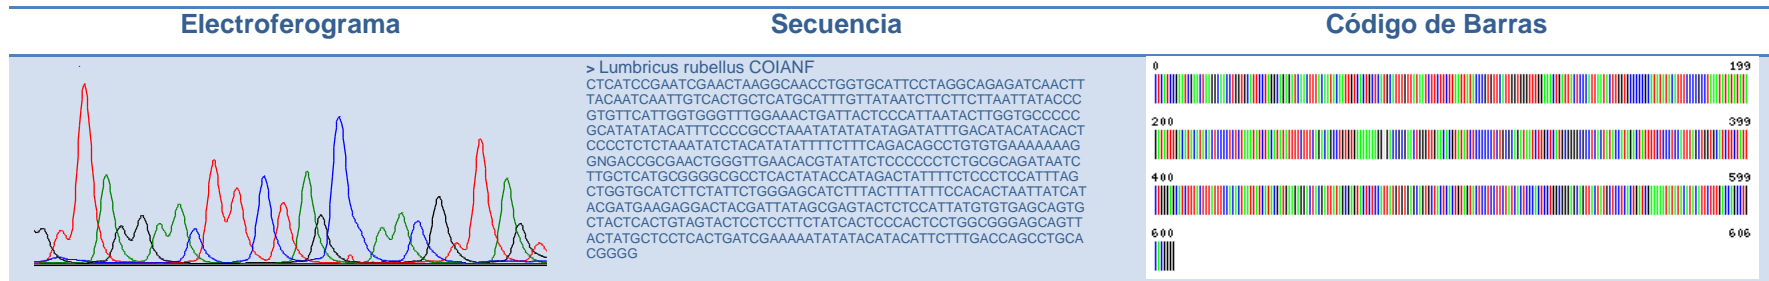 Electroferograma
Secuencia
Código de Barras
> Lumbricus rubellus COIANF
CTCATCCGAATCGAACTAAGGCAACCTGGTGCATTCCTAGGCAGAGATCAACTT
TACAATCAATTGTCACTGCTCATGCATTTGTTATAATCTTCTTCTTAATTATACCC
GTGTTCATTGGTGGGTTTGGAAACTGATTACTCCCATTAATACTTGGTGCCCCC
GCATATATACATTTCCCCGCCTAAATATATATATAGATATTTGACATACATACACT
CCCCTCTCTAAATATCTACATATATTTTCTTTCAGACAGCCTGTGTGAAAAAAAG
GNGACCGCGAACTGGGTTGAACACGTATATCTCCCCCCTCTGCGCAGATAATC
TTGCTCATGCGGGGCGCCTCACTATACCATAGACTATTTTCTCCCTCCATTTAG
CTGGTGCATCTTCTATTCTGGGAGCATCTTTACTTTATTTCCACACTAATTATCAT
ACGATGAAGAGGACTACGATTATAGCGAGTACTCTCCATTATGTGTGAGCAGTG
CTACTCACTGTAGTACTCCTCCTTCTATCACTCCCACTCCTGGCGGGAGCAGTT
ACTATGCTCCTCACTGATCGAAAAATATATACATACATTCTTTGACCAGCCTGCA
CGGGG
0 199
200 399
400 599
600 606